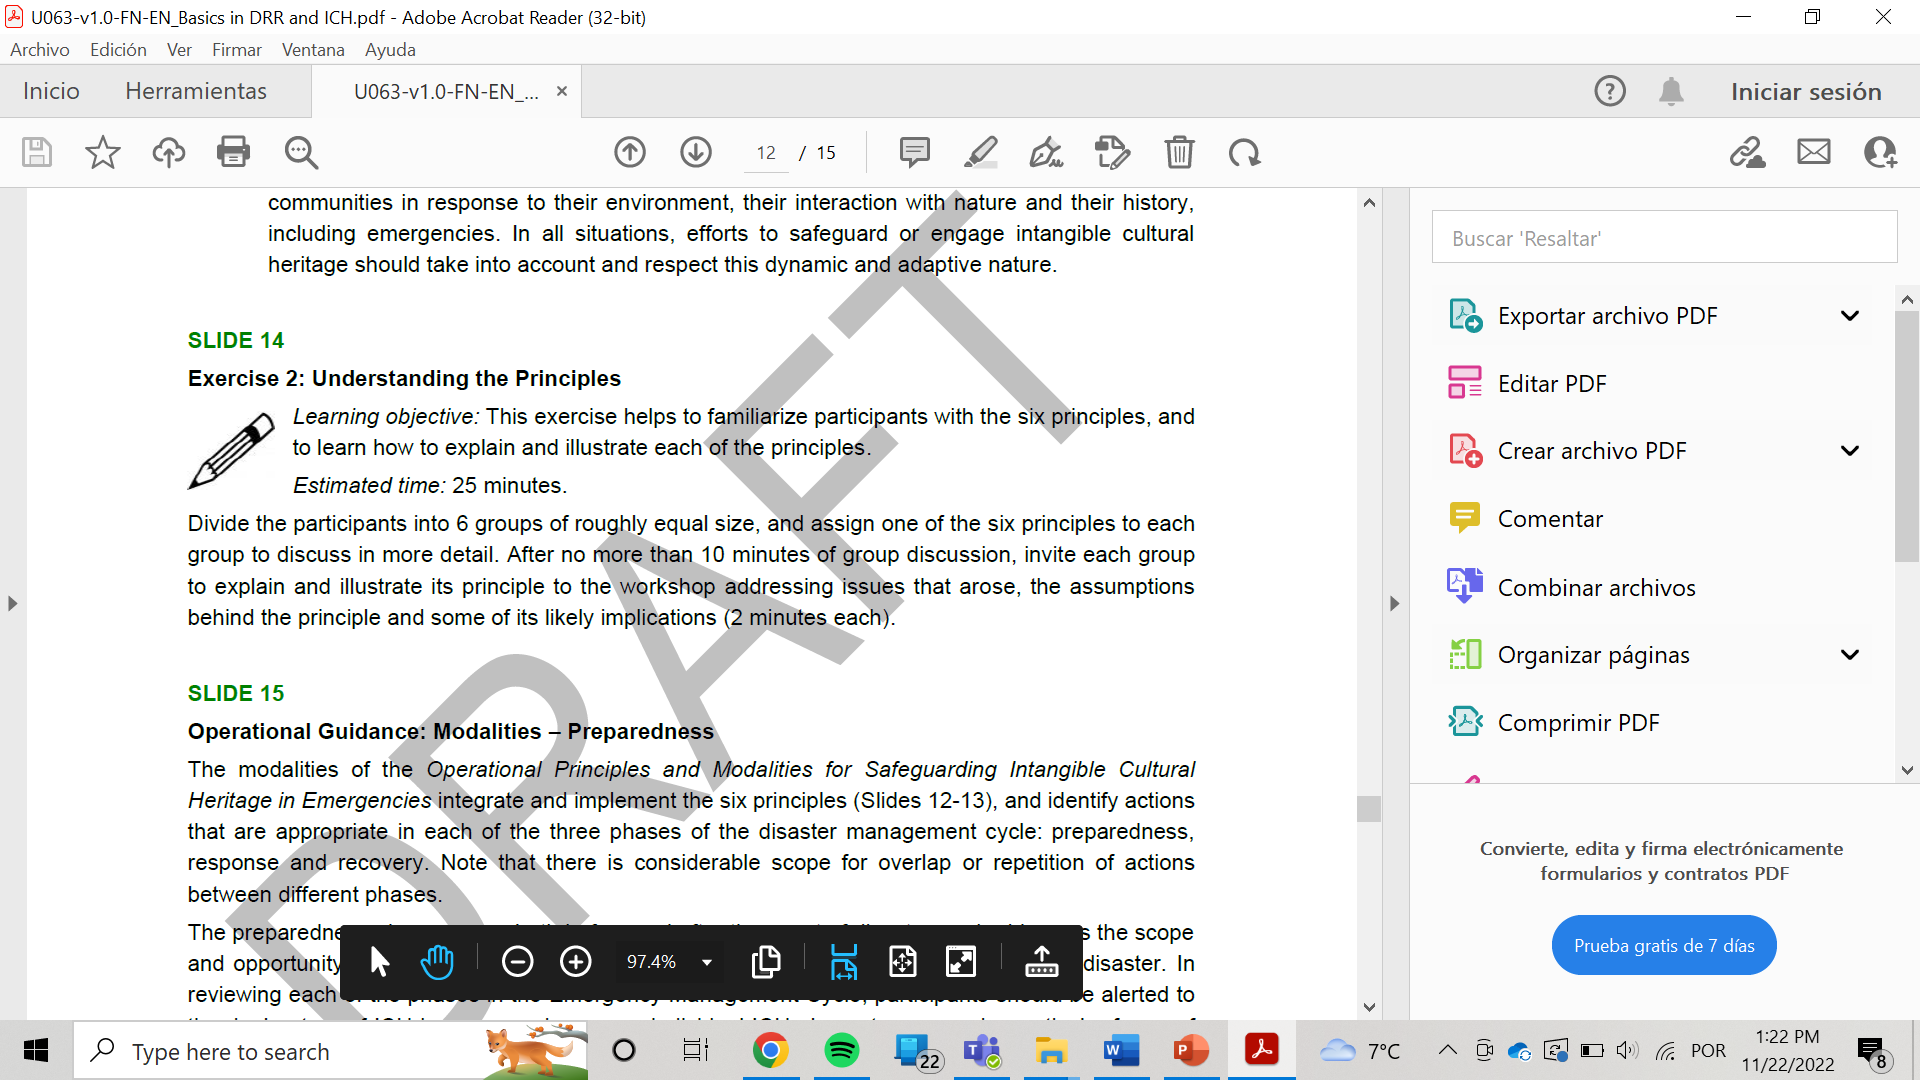 U063-v1.0-FN-EN_Basics in DRR and ICH.pdf - Adobe Acrobat Reader (32-bit)
Archivo Edición Ver Firmar Ventana Ayuda
Inicio Herramientas U063-v1.0-FN-EN_... × Iniciar sesión
12 / 15
communities in response to their environment, their interaction with nature and their history,
including emergencies. In all situations, efforts to safeguard or engage intangible cultural
heritage should take into account and respect this dynamic and adaptive nature.
SLIDE 14
Exercise 2: Understanding the Principles
Learning objective: This exercise helps to familiarize participants with the six principles, and
to learn how to explain and illustrate each of the principles.
Estimated time: 25 minutes.
Divide the participants into 6 groups of roughly equal size, and assign one of the six principles to each
group to discuss in more detail. After no more than 10 minutes of group discussion, invite each group
to explain and illustrate its principle to the workshop addressing issues that arose, the assumptions
behind the principle and some of its likely implications (2 minutes each).
SLIDE 15
Operational Guidance: Modalities – Preparedness
The modalities of the Operational Principles and Modalities for Safeguarding Intangible Cultural
Heritage in Emergencies integrate and implement the six principles (Slides 12-13), and identify actions
that are appropriate in each of the three phases of the disaster management cycle: preparedness,
response and recovery. Note that there is considerable scope for overlap or repetition of actions
between different phases.
The the scope
and opportunity disaster. In
reviewing each alerted to
DRAFT
97.4%
Buscar 'Resaltar'
Exportar archivo PDF
Editar PDF
Crear archivo PDF
Comentar
Combinar archivos
Organizar páginas
Comprimir PDF
Convierte, edita y firma electrónicamente
formularios y contratos PDF
Prueba gratis de 7 días
Type here to search
22
7°C
POR
1:22 PM
11/22/2022
8